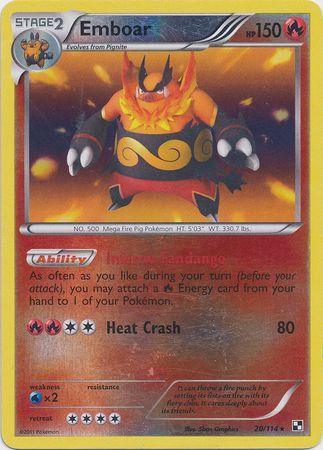 STAGE2
Emboar
HP150
Evolves from Pignite
NO. 500 Mega Fire Pig Pokémon HT: 5'03" WT: 330.7 lbs.
Ability Inferno Fandango
As often as you like during your turn (before your
attack), you may attach a Energy card from your
hand to 1 of your Pokémon.
Heat Crash 80
weakness resistance
×2
retreat
It can throw a fire punch by
setting its fists on fire with its
fiery chin. It cares deeply about
its friends.
©2011 Pokémon
Illus. 5ban Graphics
20/114★